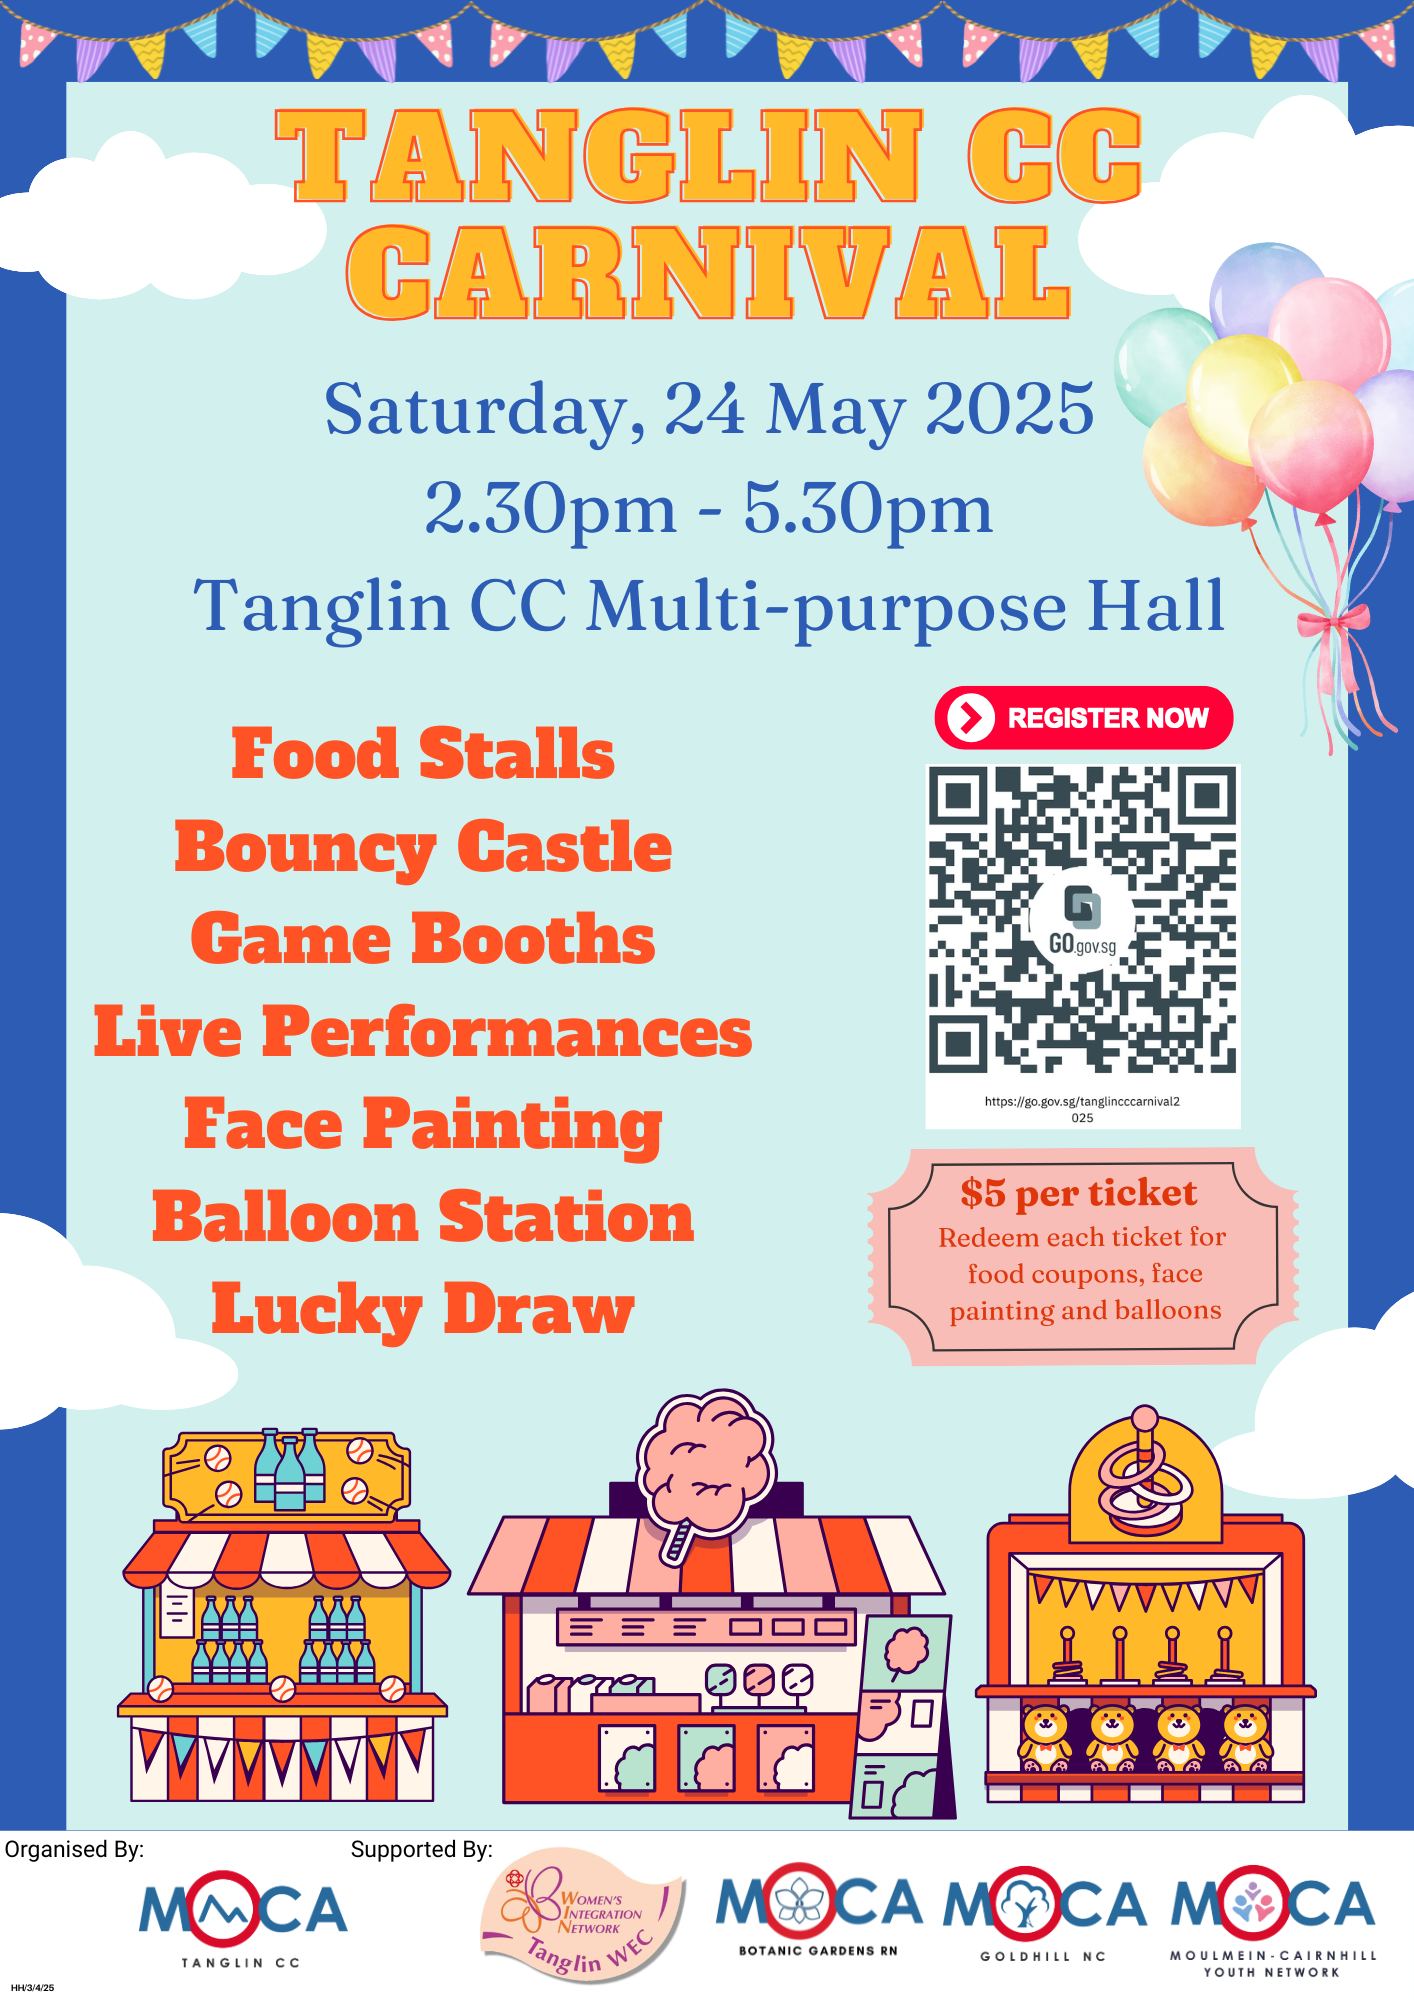 TANGLIN CC
CARNIVAL
Saturday, 24 May 2025
2.30pm - 5.30pm
Tanglin CC Multi-purpose Hall
Food Stalls
Bouncy Castle
Game Booths
Live Performances
Face Painting
Balloon Station
Lucky Draw
REGISTER NOW
GO.gov.sg
https://go.gov.sg/tanglincccarnival2
025
$5 per ticket
Redeem each ticket for
food coupons, face
painting and balloons
Organised By:
MOCA
TANGLIN CC
Supported By:
WOMEN'S
INTEGRATION
NETWORK
Tanglin WEC
MOCA
BOTANIC GARDENS RN
MOCA
GOLDHILL NC
MOCA
MOULMEIN-CAIRNHILL
YOUTH NETWORK
HH/3/4/25